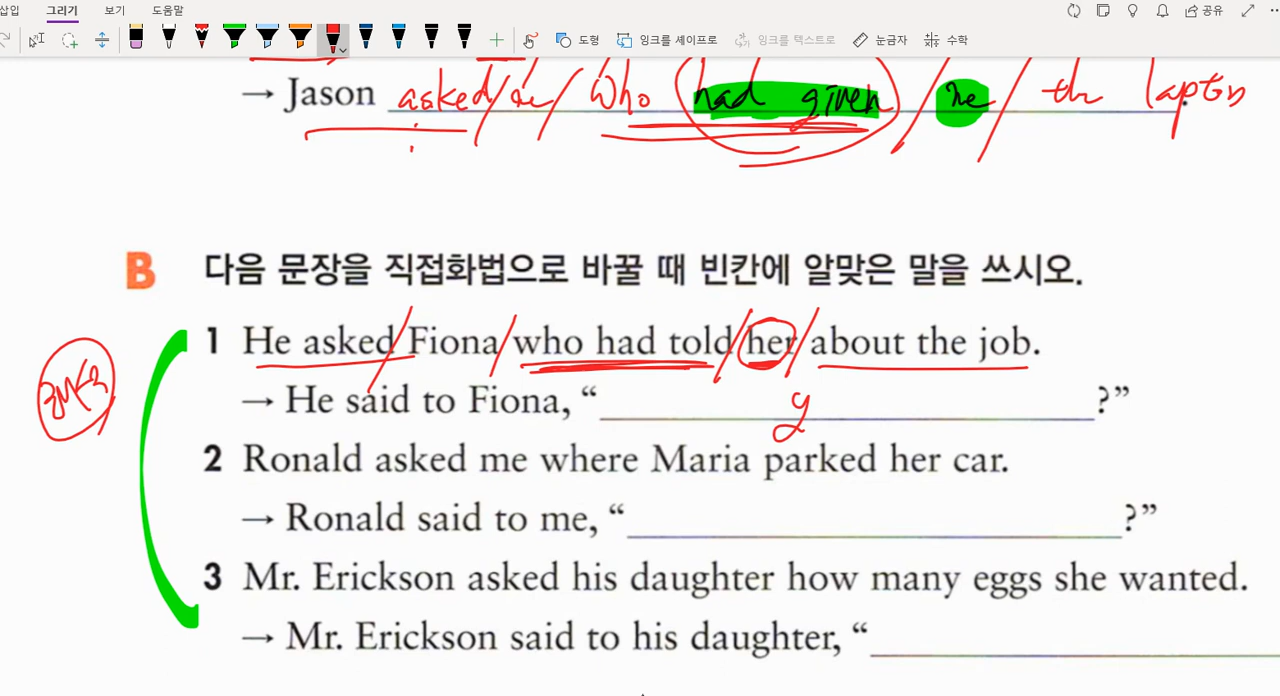 삽입 그리기 보기 도움말
공유
도형 잉크를 셰이프로 잉크를 텍스트로 눈금자 수학
→ Jason asked / me / who had given / me / the laptop
B 다음 문장을 직접화법으로 바꿀 때 빈칸에 알맞은 말을 쓰시오.
1 He asked / Fiona / who had told / her / about the job.
→ He said to Fiona, “ y ?”
2 Ronald asked me where Maria parked her car.
→ Ronald said to me, “ ?”
3 Mr. Erickson asked his daughter how many eggs she wanted.
→ Mr. Erickson said to his daughter, “